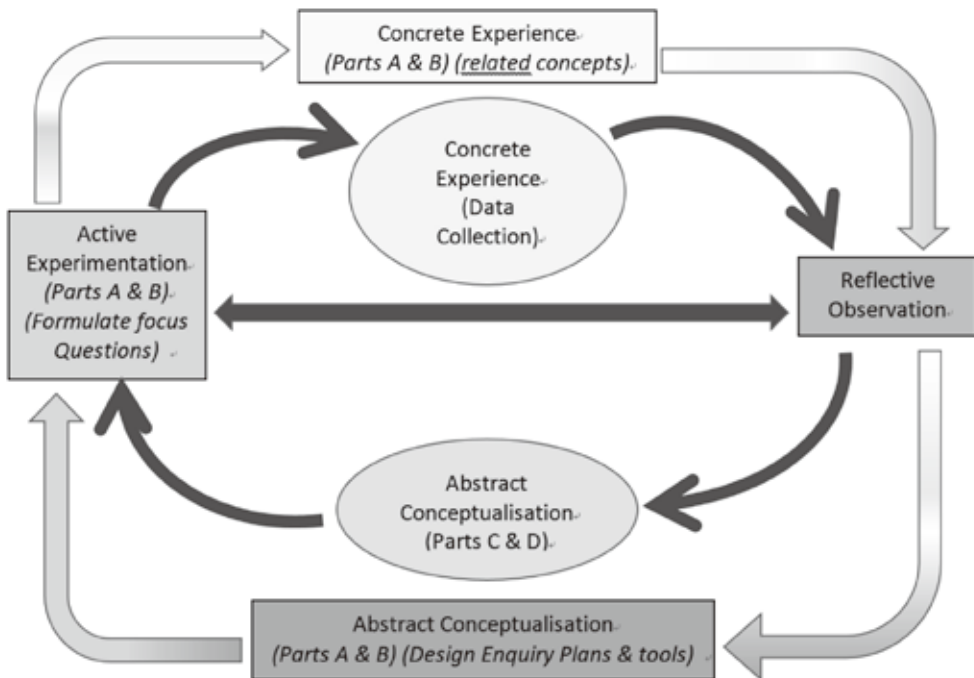 Concrete Experience
(Parts A & B) (related concepts)
Concrete
Experience
(Data
Collection)
Active
Experimentation
(Parts A & B)
(Formulate focus
Questions)
Reflective
Observation
Abstract
Conceptualisation
(Parts C & D)
Abstract Conceptualisation
(Parts A & B) (Design Enquiry Plans & tools)